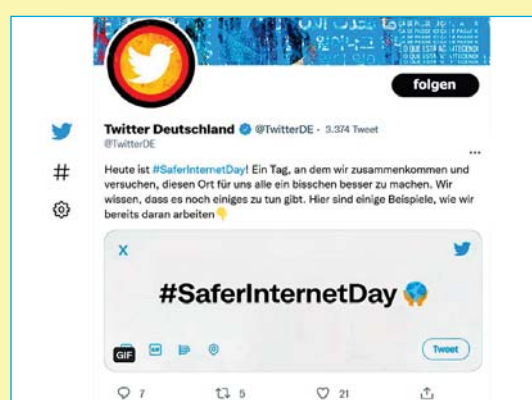 folgen
Twitter Deutschland @TwitterDE · 3.374 Tweet
@TwitterDE
Heute ist #SaferInternetDay! Ein Tag, an dem wir zusammenkommen und
versuchen, diesen Ort für uns alle ein bisschen besser zu machen. Wir
wissen, dass es noch einiges zu tun gibt. Hier sind einige Beispiele, wie wir
bereits daran arbeiten👇
X
#SaferInternetDay
GIF
Tweet
7 5 21